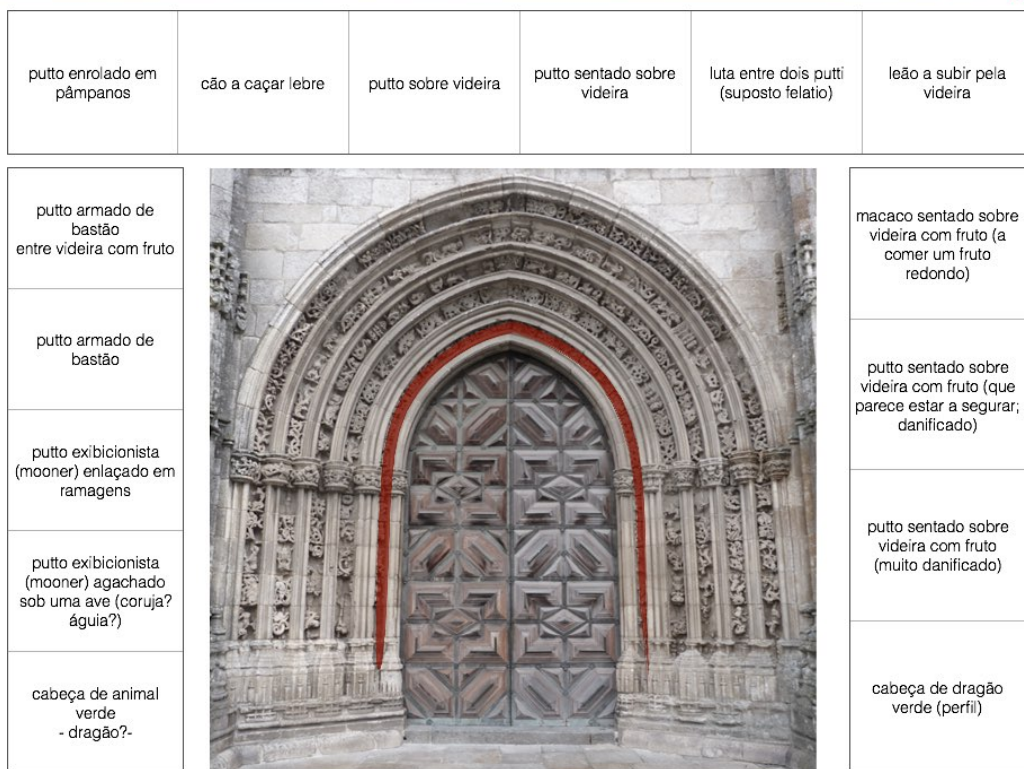 putto enrolado em
pâmpanos
cão a caçar lebre
putto sobre videira
putto sentado sobre
videira
luta entre dois putti
(suposto felatio)
leão a subir pela
videira
putto armado de
bastão
entre videira com fruto
putto armado de
bastão
putto exibicionista
(mooner) enlaçado em
ramagens
putto exibicionista
(mooner) agachado
sob uma ave (coruja?
águia?)
cabeça de animal
verde
- dragão?-
macaco sentado sobre
videira com fruto (a
comer um fruto
redondo)
putto sentado sobre
videira com fruto (que
parece estar a segurar;
danificado)
putto sentado sobre
videira com fruto
(muito danificado)
cabeça de dragão
verde (perfil)